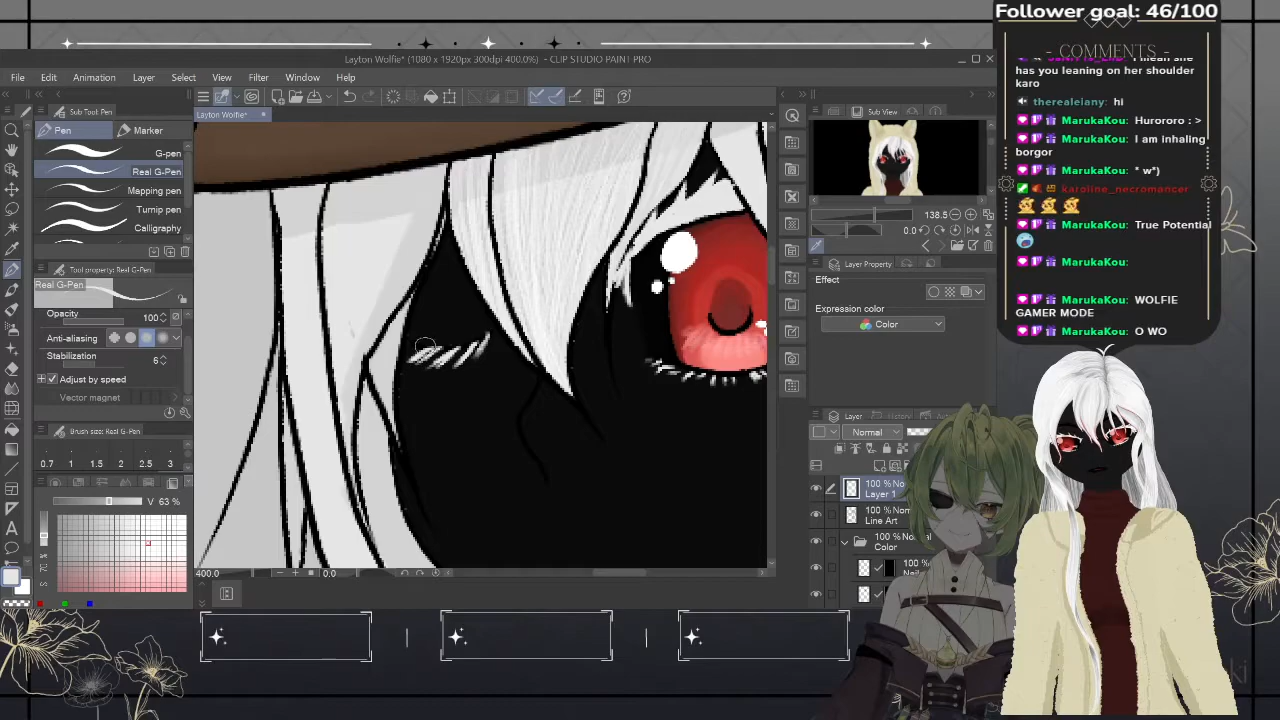 Follower goal: 46/100
- COMMENTS -
I mean she
has you leaning on her shoulder
karo
therealeiany: hi
MarukaKou: Hurororo : >
MarukaKou: I am inhaling
borgor
MarukaKou: * w*)
karoline_necromancer
MarukaKou: True Potential
MarukaKou:
MarukaKou: WOLFIE
GAMER MODE
MarukaKou: O WO
Layton Wolfie* (1080 x 1920px 300dpi 400.0%) - CLIP STUDIO PAINT PRO
File Edit Animation Layer Select View Filter Window Help
Sub Tool: Pen
Layton Wolfie*
Sub View
Pen Marker
G-pen
Real G-Pen
Mapping pen
Turnip pen
Calligraphy
138.5
0.0
Tool property: Real G-Pen
Real G-Pen
Opacity 100
Anti-aliasing
Stabilization 6
Adjust by speed
Vector magnet
Brush size: Real G-Pen
0.7 1 1.5 2 2.5 3
V 63 %
Layer Property
Effect
Expression color
Color
Layer
Normal
100 % No
Layer 1
100 % Nor
Line Art
100 % Normal
Color
100 % N
100 %
400.0 0.0